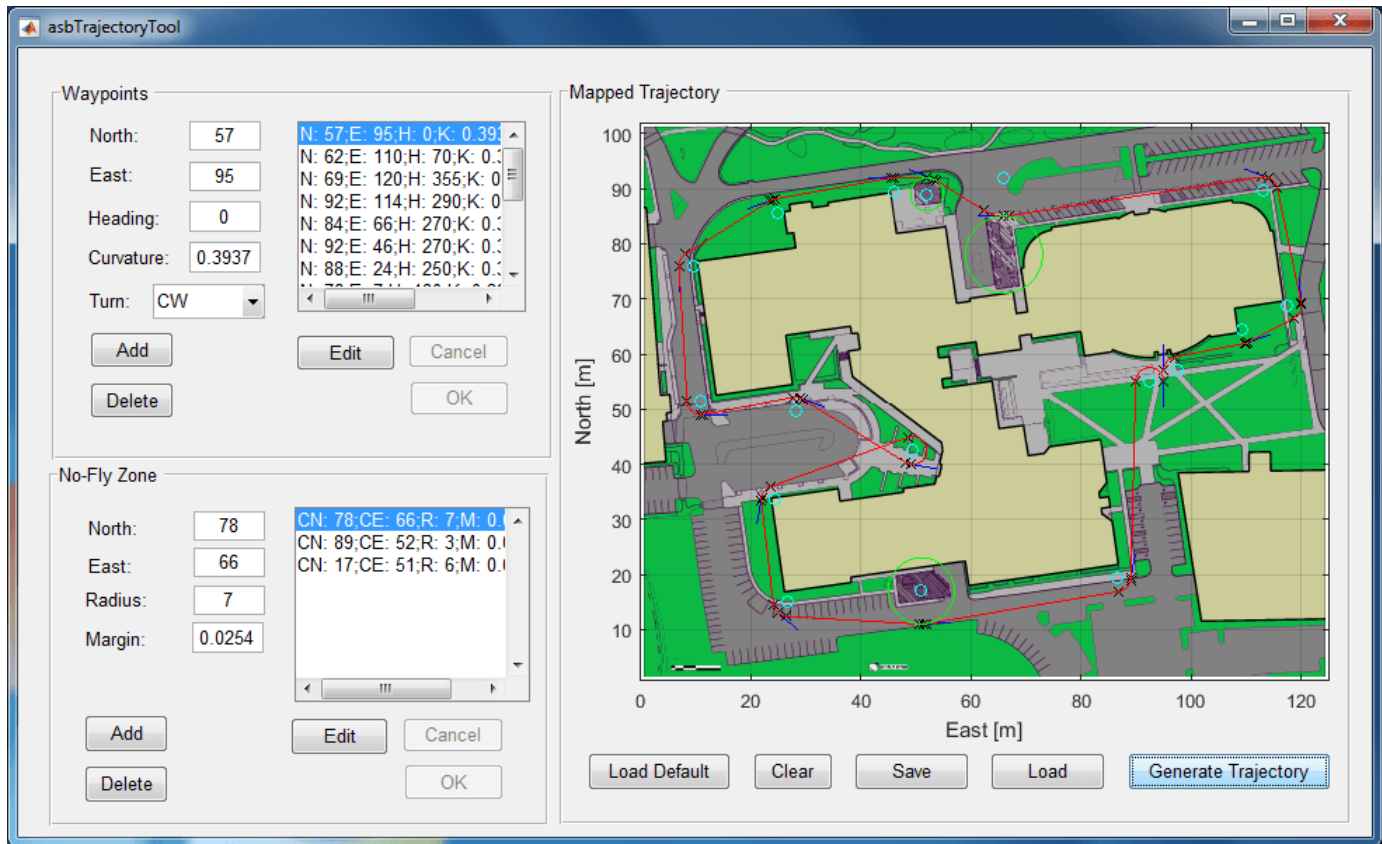 asbTrajectoryTool
Waypoints
North: 57
East: 95
Heading: 0
Curvature: 0.3937
Turn: CW
Add
Delete
N: 57;E: 95;H: 0;K: 0.393
N: 62;E: 110;H: 70;K: 0.3
N: 69;E: 120;H: 355;K: 0
N: 92;E: 114;H: 290;K: 0
N: 84;E: 66;H: 270;K: 0.3
N: 92;E: 46;H: 270;K: 0.3
N: 88;E: 24;H: 250;K: 0.3
Edit
Cancel
OK
No-Fly Zone
North: 78
East: 66
Radius: 7
Margin: 0.0254
Add
Delete
CN: 78;CE: 66;R: 7;M: 0.0
CN: 89;CE: 52;R: 3;M: 0.0
CN: 17;CE: 51;R: 6;M: 0.0
Edit
Cancel
OK
Mapped Trajectory
100
90
80
70
60
50
40
30
20
10
North [m]
0 20 40 60 80 100 120
East [m]
Load Default
Clear
Save
Load
Generate Trajectory